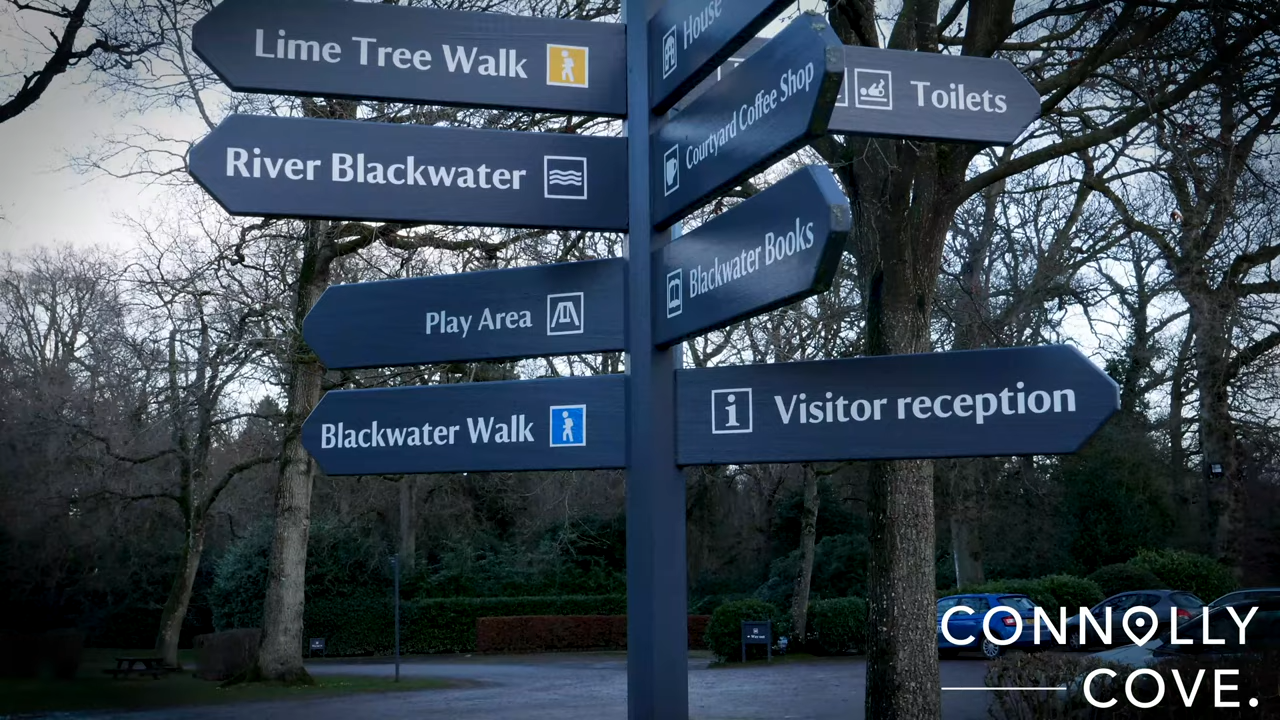 Lime Tree Walk
House
Courtyard Coffee Shop
Toilets
River Blackwater
Blackwater Books
Play Area
Blackwater Walk
i Visitor reception
CONNOLLY
COVE.